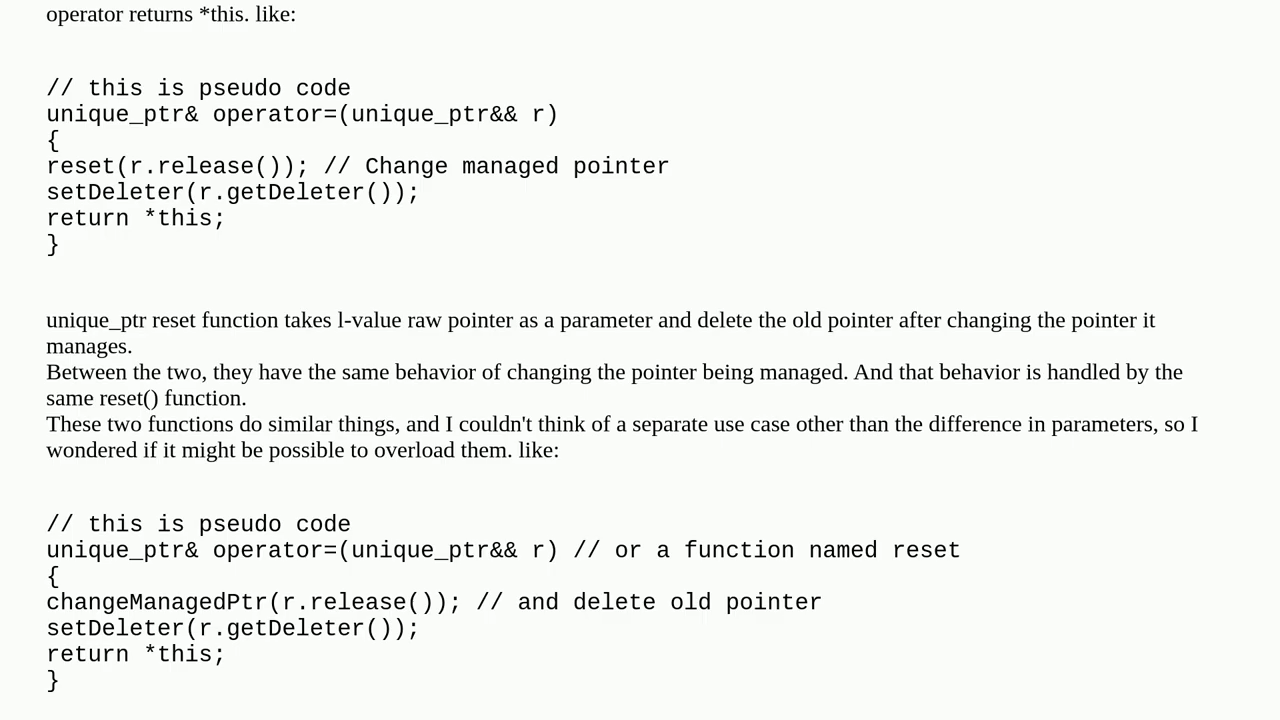 operator returns *this. like:
// this is pseudo code
unique_ptr& operator=(unique_ptr&& r)
{
reset(r.release()); // Change managed pointer
setDeleter(r.getDeleter());
return *this;
}
unique_ptr reset function takes l-value raw pointer as a parameter and delete the old pointer after changing the pointer it
manages.
Between the two, they have the same behavior of changing the pointer being managed. And that behavior is handled by the
same reset() function.
These two functions do similar things, and I couldn't think of a separate use case other than the difference in parameters, so I
wondered if it might be possible to overload them. like:
// this is pseudo code
unique_ptr& operator=(unique_ptr&& r) // or a function named reset
{
changeManagedPtr(r.release()); // and delete old pointer
setDeleter(r.getDeleter());
return *this;
}